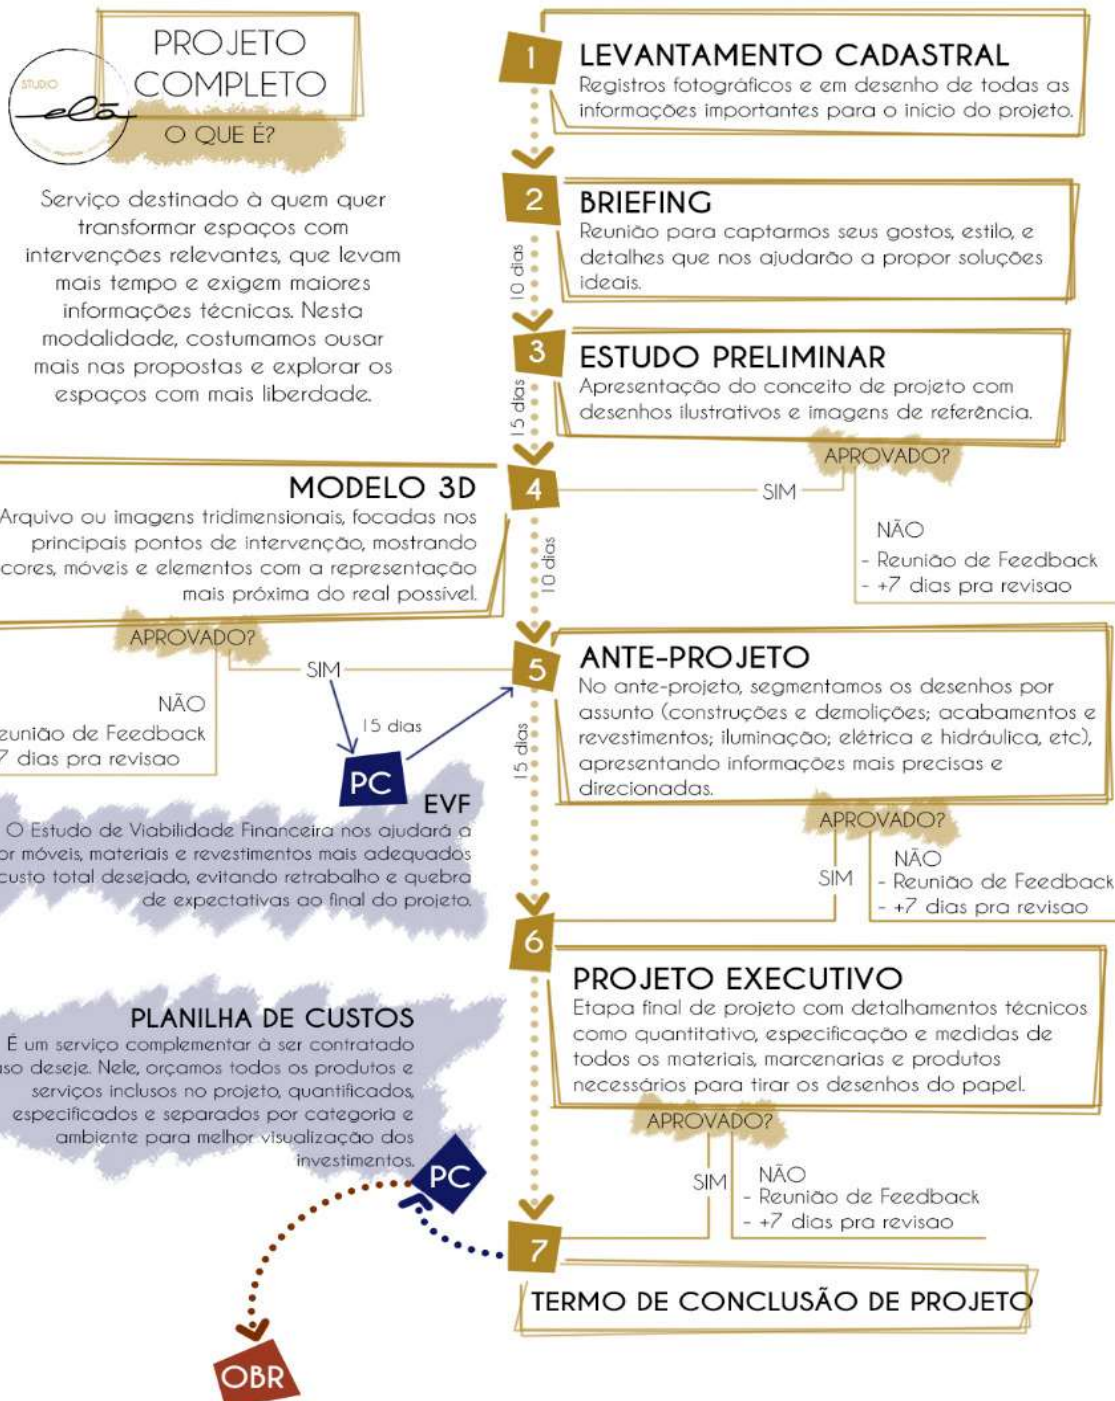 PROJETO
COMPLETO
STUDIO
elā
O QUE É?
Serviço destinado à quem quer
transformar espaços com
intervenções relevantes, que levam
mais tempo e exigem maiores
informações técnicas. Nesta
modalidade, costumamos ousar
mais nas propostas e explorar os
espaços com mais liberdade.
1
LEVANTAMENTO CADASTRAL
Registros fotográficos e em desenho de todas as
informações importantes para o início do projeto.
2
BRIEFING
Reunião para captarmos seus gostos, estilo, e
detalhes que nos ajudarão a propor soluções
ideais.
10 dias
3
ESTUDO PRELIMINAR
Apresentação do conceito de projeto com
desenhos ilustrativos e imagens de referência.
15 dias
APROVADO?
SIM
NÃO
- Reunião de Feedback
- +7 dias pra revisao
4
MODELO 3D
Arquivo ou imagens tridimensional, focadas nos
principais pontos de intervenção, mostrando
cores, móveis e elementos com a representação
mais próxima do real possível.
10 dias
APROVADO?
SIM
NÃO
eunião de Feedback
7 dias pra revisao
15 dias
PC
EVF
O Estudo de Viabilidade Financeira nos ajudará a
or móveis, materiais e revestimentos mais adequados
custo total desejado, evitando retrabalho e quebra
de expectativas ao final do projeto.
5
ANTE-PROJETO
No ante-projeto, segmentamos os desenhos por
assunto (construções e demolições; acabamentos e
revestimentos; iluminação; elétrica e hidráulica, etc),
apresentando informações mais precisas e
direcionadas.
15 dias
APROVADO?
SIM
NÃO
- Reunião de Feedback
- +7 dias pra revisao
6
PROJETO EXECUTIVO
Etapa final de projeto com detalhamentos técnicos
como quantitativo, especificação e medidas de
todos os materiais, marcenarias e produtos
necessários para tirar os desenhos do papel.
APROVADO?
SIM
NÃO
- Reunião de Feedback
- +7 dias pra revisao
PLANILHA DE CUSTOS
É um serviço complementar à ser contratado
so deseje. Nele, orçamos todos os produtos e
serviços inclusos no projeto, quantificados,
especificados e separados por categoria e
ambiente para melhor visualização dos
investimentos.
PC
7
TERMO DE CONCLUSÃO DE PROJETO
OBR